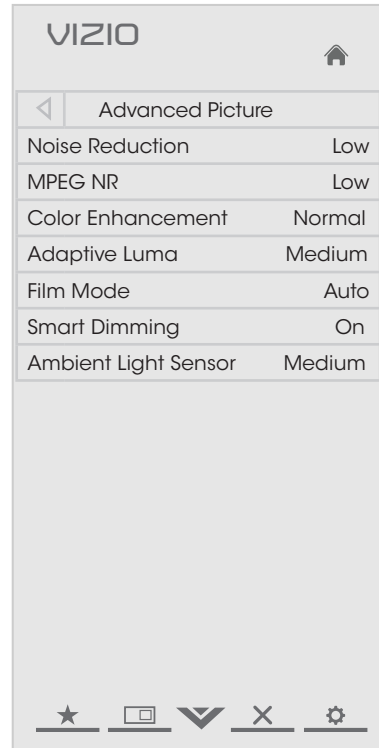 VIZIO
Advanced Picture
Noise Reduction Low
MPEG NR Low
Color Enhancement Normal
Adaptive Luma Medium
Film Mode Auto
Smart Dimming On
Ambient Light Sensor Medium